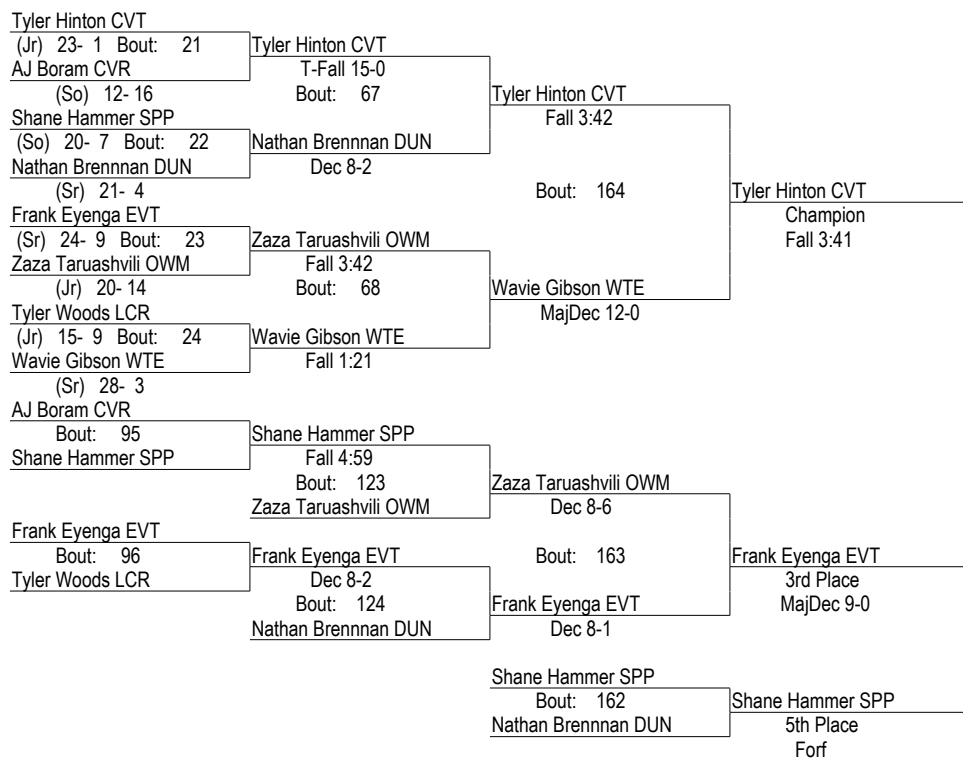 Tyler Hinton CVT
(Jr) 23- 1 Bout: 21 Tyler Hinton CVT
AJ Boram CVR T-Fall 15-0
(So) 12- 16 Bout: 67 Tyler Hinton CVT
Shane Hammer SPP Fall 3:42
(So) 20- 7 Bout: 22 Nathan Brennnan DUN
Nathan Brennnan DUN Dec 8-2
(Sr) 21- 4 Bout: 164 Tyler Hinton CVT
Frank Eyenga EVT Champion
(Sr) 24- 9 Bout: 23 Zaza Taruashvili OWM Fall 3:41
Zaza Taruashvili OWM Fall 3:42
(Jr) 20- 14 Bout: 68 Wavie Gibson WTE
Tyler Woods LCR MajDec 12-0
(Jr) 15- 9 Bout: 24 Wavie Gibson WTE
Wavie Gibson WTE Fall 1:21
(Sr) 28- 3
AJ Boram CVR
Bout: 95 Shane Hammer SPP
Shane Hammer SPP Fall 4:59
Bout: 123 Zaza Taruashvili OWM
Zaza Taruashvili OWM Dec 8-6
Frank Eyenga EVT
Bout: 96 Frank Eyenga EVT Bout: 163 Frank Eyenga EVT
Tyler Woods LCR Dec 8-2 3rd Place
Bout: 124 Frank Eyenga EVT MajDec 9-0
Nathan Brennnan DUN Dec 8-1
Shane Hammer SPP
Bout: 162 Shane Hammer SPP
Nathan Brennnan DUN 5th Place
Forf